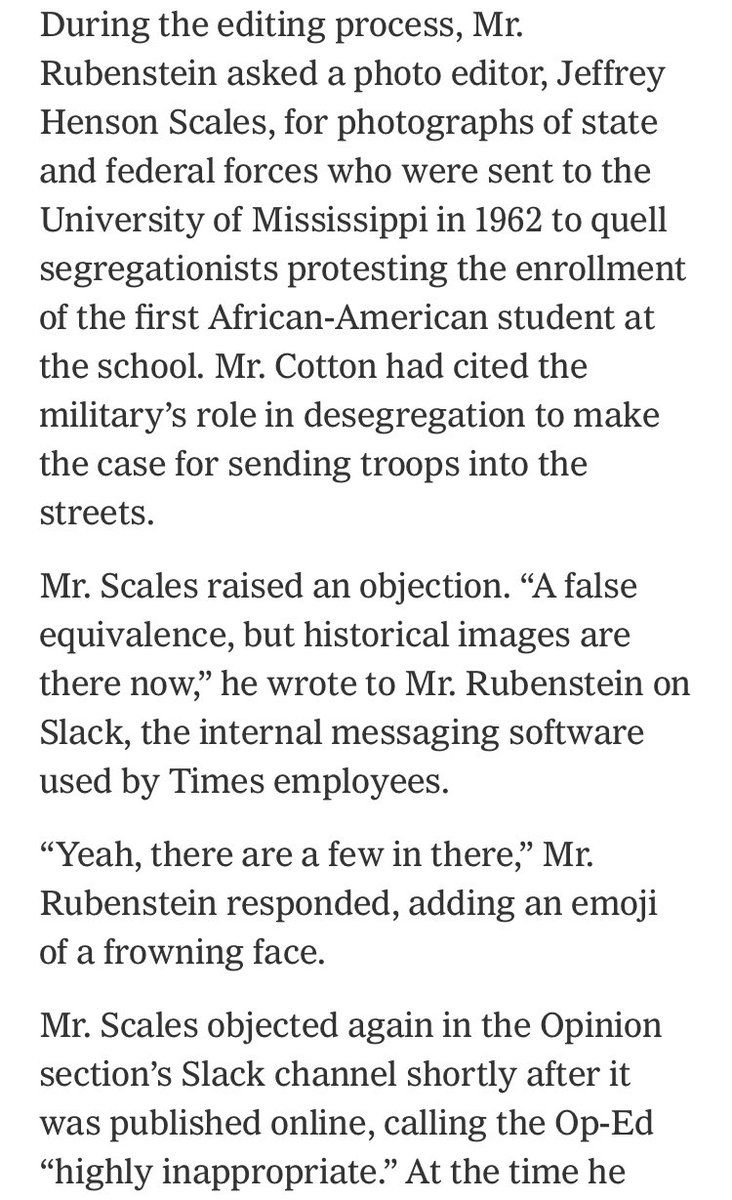 During the editing process, Mr.
Rubenstein asked a photo editor, Jeffrey
Henson Scales, for photographs of state
and federal forces who were sent to the
University of Mississippi in 1962 to quell
segregationists protesting the enrollment
of the first African-American student at
the school. Mr. Cotton had cited the
military’s role in desegregation to make
the case for sending troops into the
streets.
Mr. Scales raised an objection. “A false
equivalence, but historical images are
there now,” he wrote to Mr. Rubenstein on
Slack, the internal messaging software
used by Times employees.
“Yeah, there are a few in there,” Mr.
Rubenstein responded, adding an emoji
of a frowning face.
Mr. Scales objected again in the Opinion
section’s Slack channel shortly after it
was published online, calling the Op-Ed
“highly inappropriate.” At the time he